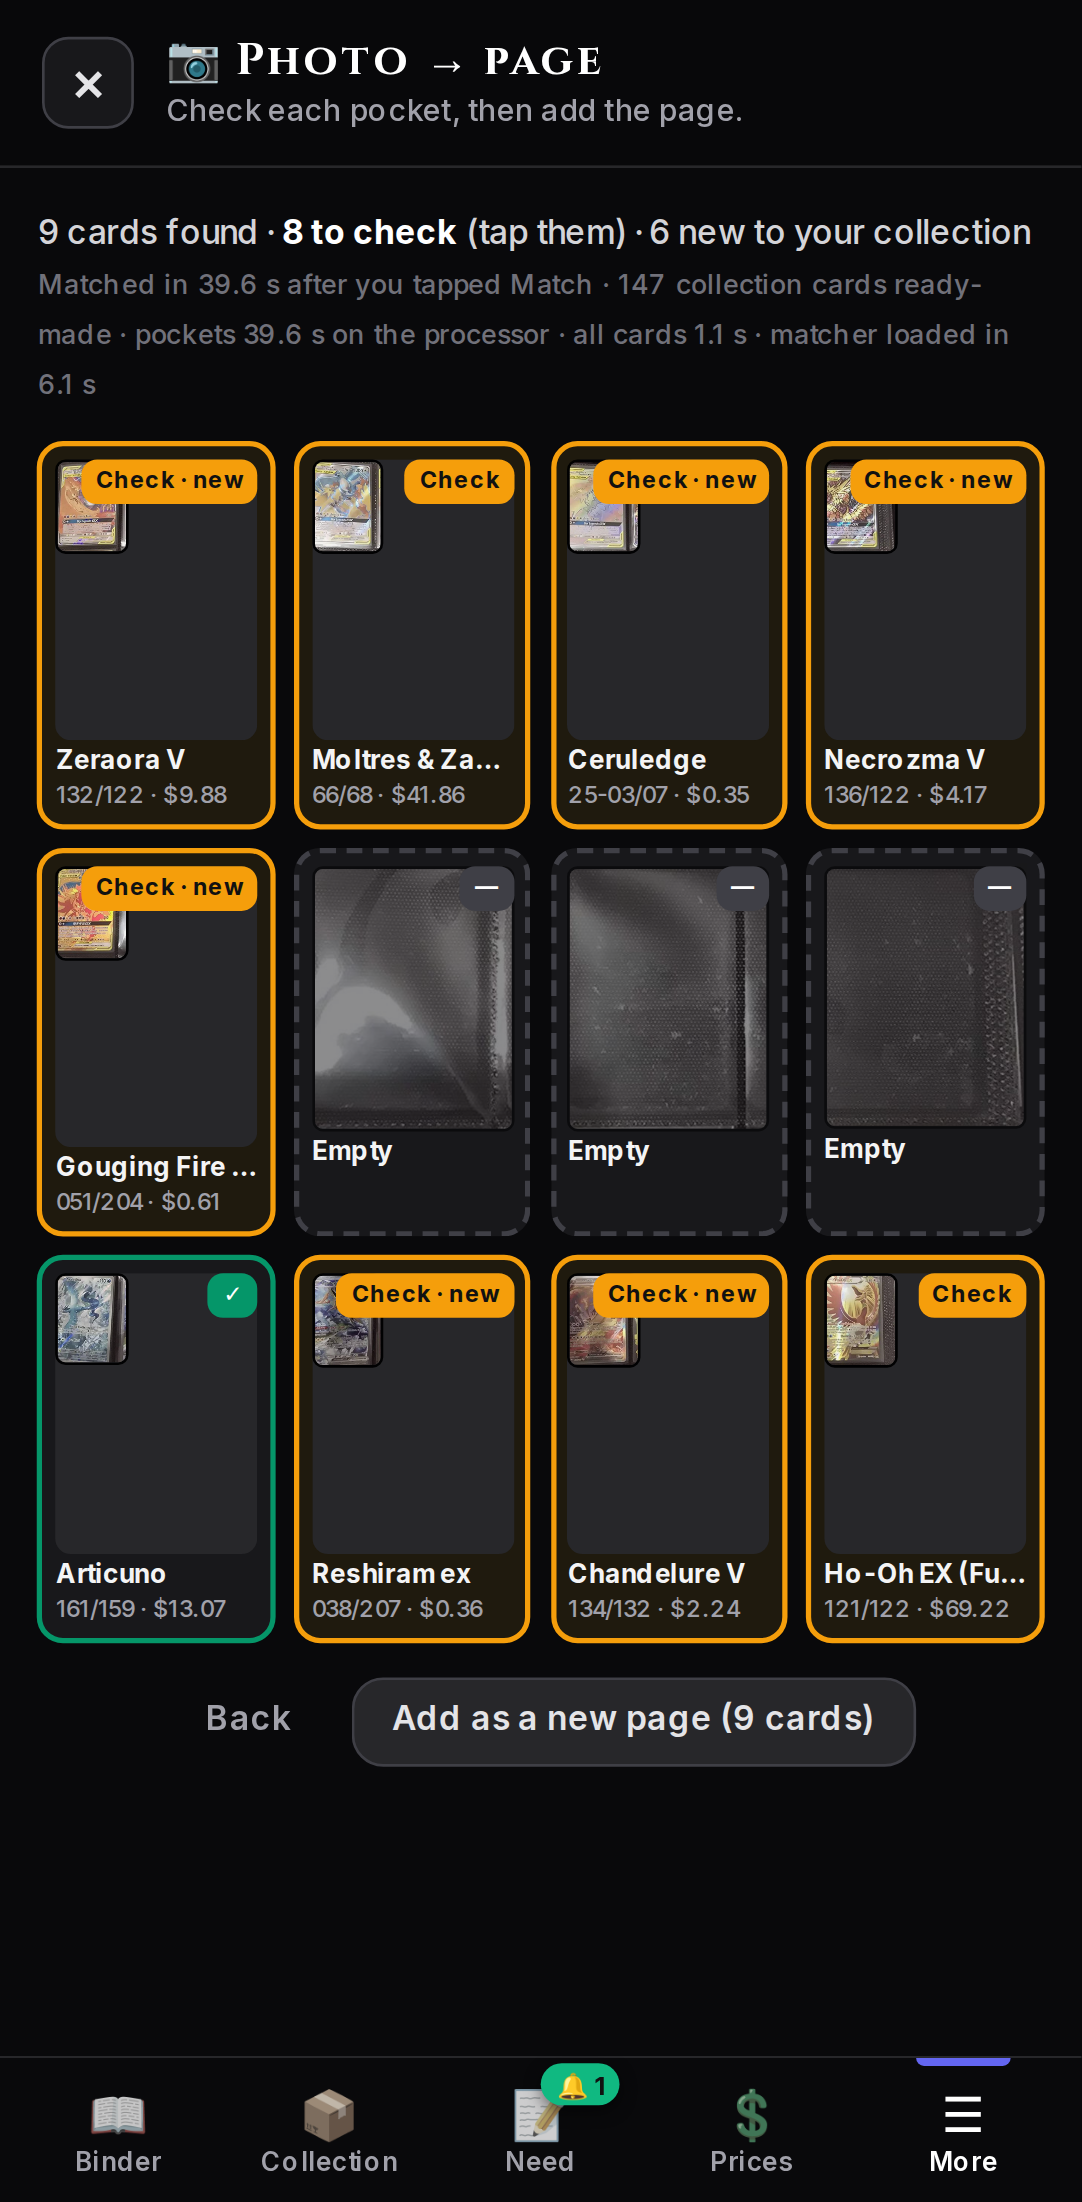 📷 Photo → page
Check each pocket, then add the page.
9 cards found · 8 to check (tap them) · 6 new to your collection
Matched in 39.6 s after you tapped Match · 147 collection cards ready-
made · pockets 39.6 s on the processor · all cards 1.1 s · matcher loaded in
6.1 s
Check · new
Check
Check · new
Check · new
Zeraora V
Moltres & Za...
Ceruledge
Necrozma V
132/122 · $9.88
66/68 · $41.86
25-03/07 · $0.35
136/122 · $4.17
Check · new
—
—
—
Gouging Fire ...
Empty
Empty
Empty
051/204 · $0.61
✓
Check · new
Check · new
Check
Articuno
Reshiram ex
Chandelure V
Ho-Oh EX (Fu...
161/159 · $13.07
038/207 · $0.36
134/132 · $2.24
121/122 · $69.22
Back
Add as a new page (9 cards)
🔔 1
Binder
Collection
Need
Prices
More